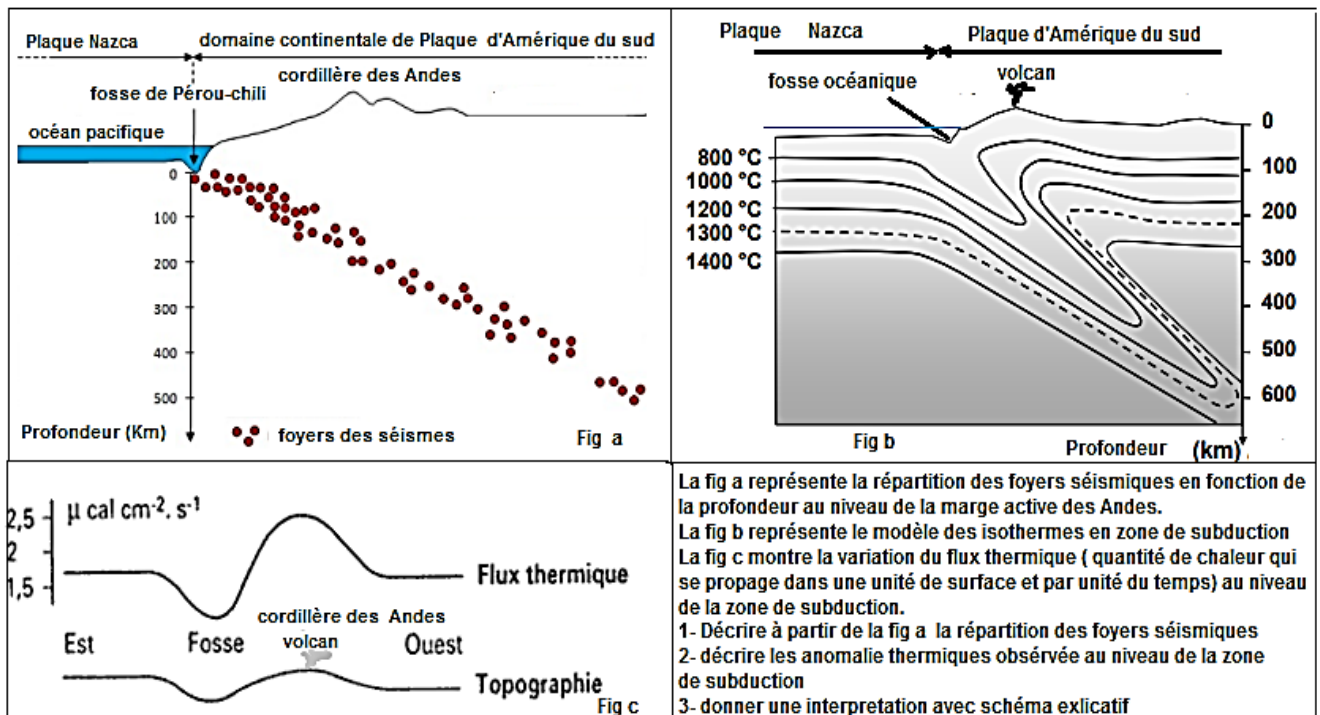 Plaque Nazca
domaine continentale de Plaque d'Amérique du sud
cordillère des Andes
fosse de Pérou-chili
océan pacifique
0
100
200
300
400
500
Profondeur (Km)
foyers des séismes
Fig a
Plaque Nazca
Plaque d'Amérique du sud
volcan
fosse océanique
800 °C
1000 °C
1200 °C
1300 °C
1400 °C
0
100
200
300
400
500
600
Fig b
Profondeur (km)
2,5
2
1,5
μ cal cm-², s-¹
Flux thermique
cordillère des Andes
volcan
Est Fosse Ouest
Topographie
Fig c
La fig a représente la répartition des foyers séismiques en fonction de
la profondeur au niveau de la marge active des Andes.
La fig b représente le modèle des isothermes en zone de subduction
La fig c montre la variation du flux thermique ( quantité de chaleur qui
se propage dans une unité de surface et par unité du temps) au niveau
de la zone de subduction.
1- Décrire à partir de la fig a la répartition des foyers séismiques
2- décrire les anomalie thermiques obsérvée au niveau de la zone
de subduction
3- donner une interpretation avec schéma exlicatif